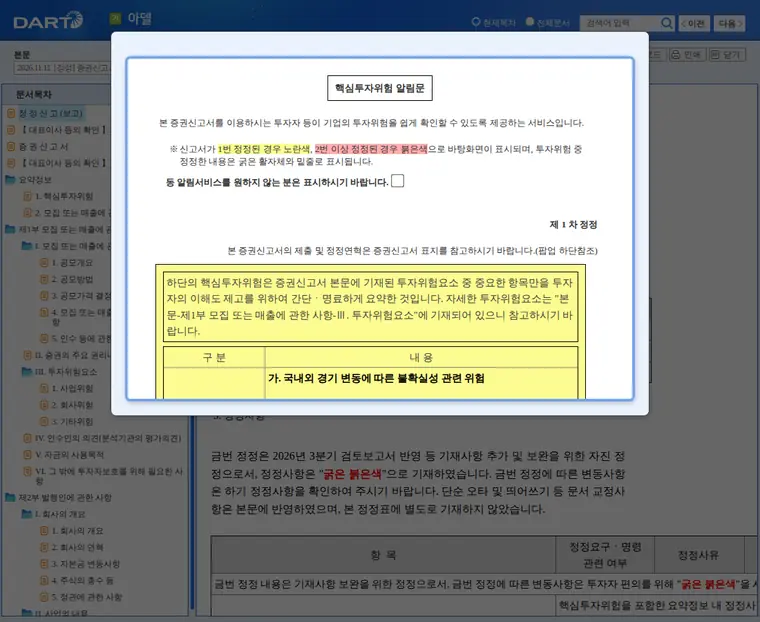 DART
아델
현재목차
현재문서
검색어 입력
이전
다음
본문
2026.11.11 [정정] 증권신고
인쇄
닫기
문서목차
정 정 신 고 (보고)
【 대표이사 등의 확인 】
증 권 신 고 서
【 대표이사 등의 확인 】
요약정보
1. 핵심투자위험
2. 모집 또는 매출에
제1부 모집 또는 매출에 관
I. 모집 또는 매출에
1. 공모개요
2. 공모방법
3. 공모가격 결정
4. 모집 또는 매출
항
5. 인수 등에 관한
II. 증권의 주요 권리
III. 투자위험요소
1. 사업위험
2. 회사위험
3. 기타위험
IV. 인수인의 의견(분석기관의 평가의견)
V. 자금의 사용목적
VI. 그 밖에 투자자보호를 위해 필요한 사
항
제2부 발행인에 관한 사항
I. 회사의 개요
1. 회사의 개요
2. 회사의 연혁
3. 자본금 변동사항
4. 주식의 총수 등
5. 정관에 관한 사항
II. 사업의 내용
핵심투자위험 알림문
본 증권신고서를 이용하시는 투자자 등이 기업의 투자위험을 쉽게 확인할 수 있도록 제공하는 서비스입니다.
※ 신고서가 1번 정정된 경우 노란색, 2번 이상 정정된 경우 붉은색으로 바탕화면이 표시되며, 투자위험 중
정정한 내용은 굵은 활자체와 밑줄로 표시됩니다.
동 알림서비스를 원하지 않는 분은 표시하시기 바랍니다.
제 1 차 정정
본 증권신고서의 제출 및 정정연혁은 증권신고서 표지를 참고하시기 바랍니다.(팝업 하단참조)
하단의 핵심투자위험은 증권신고서 본문에 기재된 투자위험요소 중 중요한 항목만을 투자
자의 이해도 제고를 위하여 간단ㆍ명료하게 요약한 것입니다. 자세한 투자위험요소는 "본
문-제1부 모집 또는 매출에 관한 사항-Ⅲ. 투자위험요소"에 기재되어 있으니 참고하시기 바
랍니다.
구 분
내 용
가. 국내외 경기 변동에 따른 불확실성 관련 위험
금번 정정은 2026년 3분기 검토보고서 반영 등 기재사항 추가 및 보완을 위한 자진 정
정으로서, 정정사항은 "굵은 붉은색"으로 기재하였습니다. 금번 정정에 따른 변동사항
은 하기 정정사항을 확인하여 주시기 바랍니다. 단순 오타 및 띄어쓰기 등 문서 교정사
항은 본문에 반영하였으며, 본 정정표에 별도로 기재하지 않았습니다.
항 목
정정요구ㆍ명령
관련 여부
정정사유
금번 정정 내용은 기재사항 보완을 위한 정정으로서, 금번 정정에 따른 변동사항은 투자자 편의를 위해 "굵은 붉은색"을
핵심투자위험을 포함한 요약정보 내 정정사